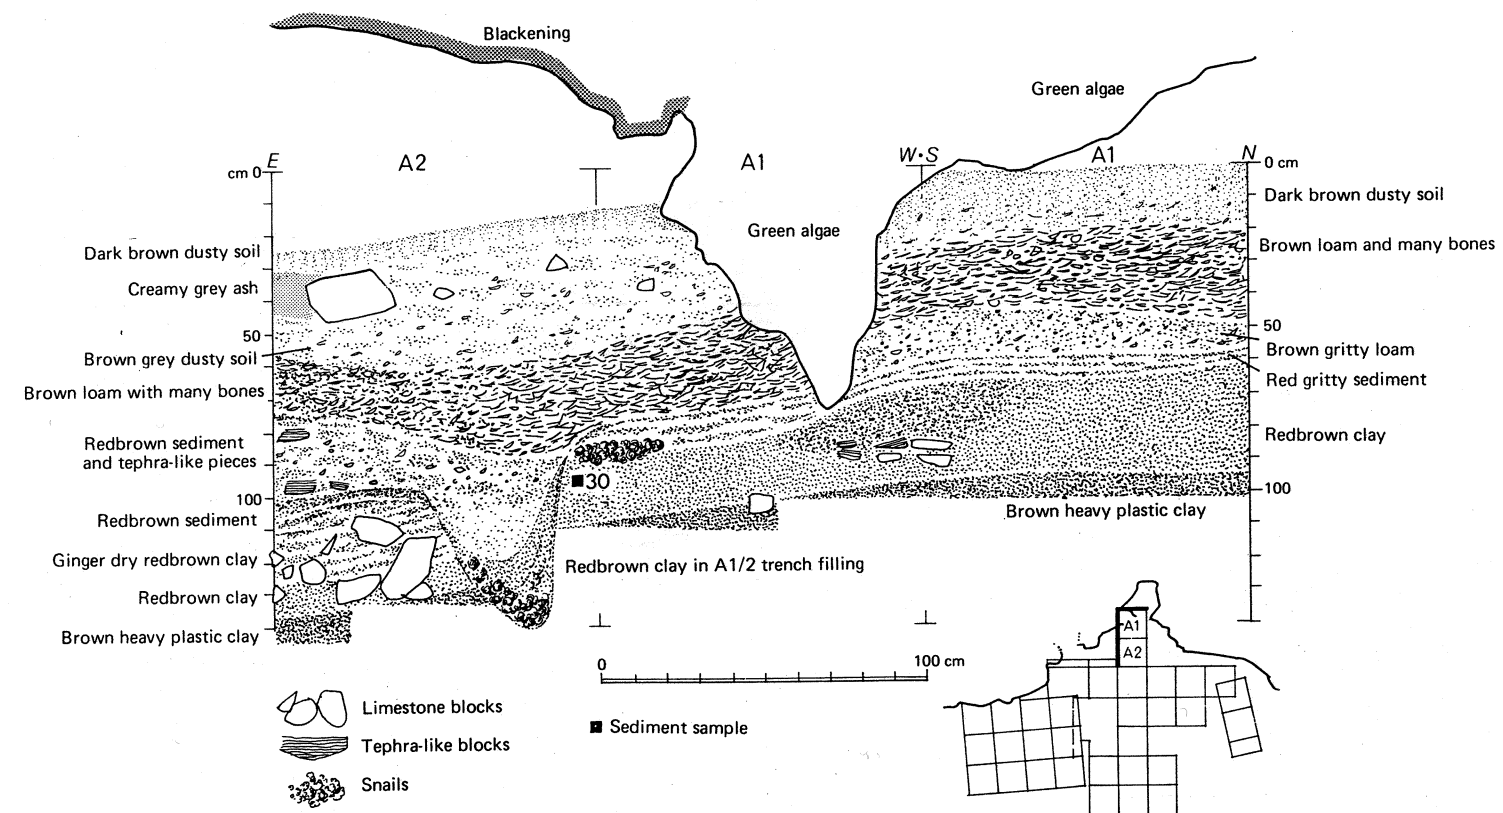 Blackening
Green algae
E
A2
A1
W·S
A1
N
cm 0
0 cm
Dark brown dusty soil
Green algae
Brown loam and many bones
Dark brown dusty soil
Creamy grey ash
50
50
Brown grey dusty soil
Brown gritty loam
Red gritty sediment
Brown loam with many bones
Redbrown sediment
and tephra-like pieces
Redbrown clay
30
100
100
Redbrown sediment
Brown heavy plastic clay
Ginger dry redbrown clay
Redbrown clay in A1/2 trench filling
Redbrown clay
Brown heavy plastic clay
A1
A2
0
100 cm
Limestone blocks
Sediment sample
Tephra-like blocks
Snails